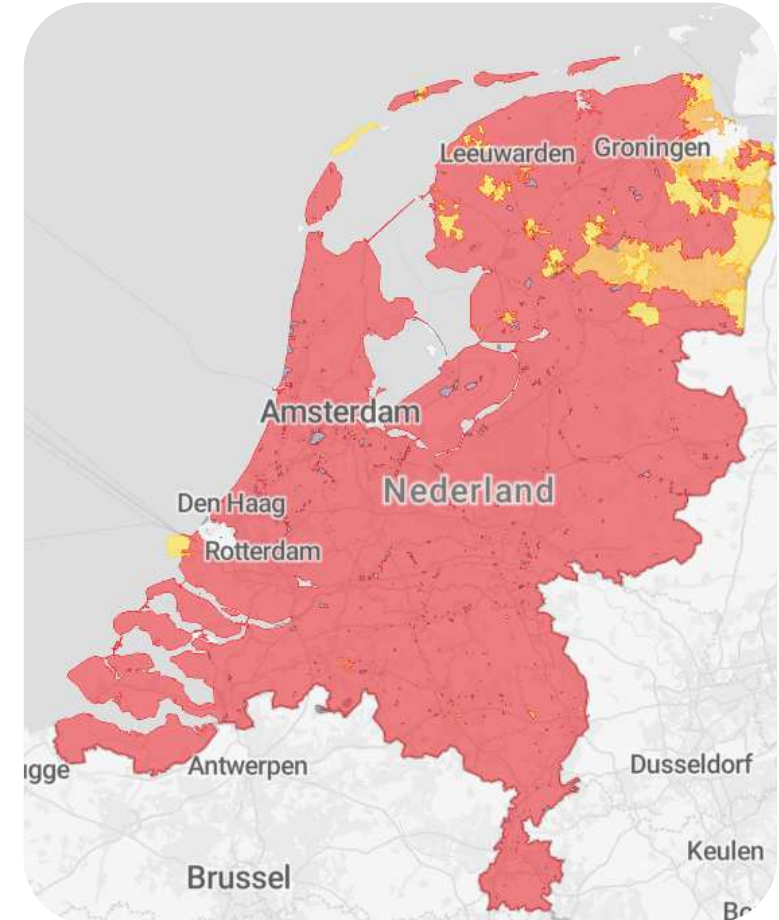 Leeuwarden
Groningen
Amsterdam
Nederland
Den Haag
Rotterdam
Antwerpen
Dusseldorf
Brussel
Keulen